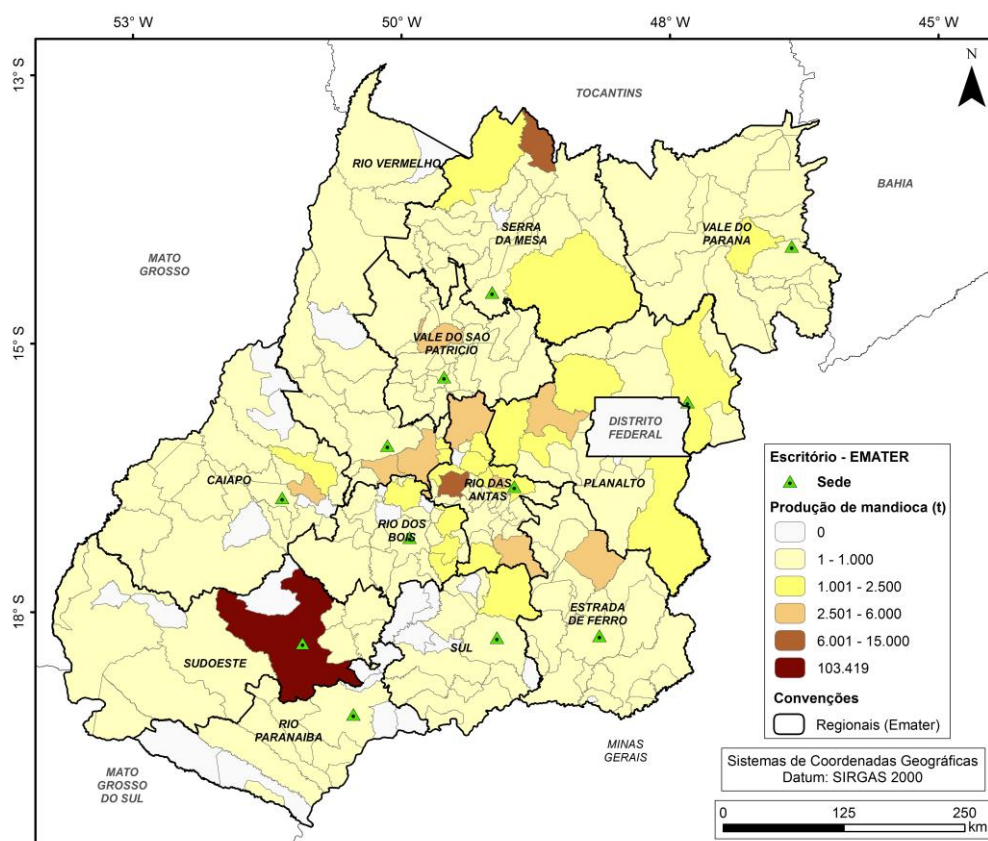 53° W
50° W
48° W
45° W
13° S
15° S
18° S
N
TOCANTINS
BAHIA
MATO
GROSSO
RIO VERMELHO
SERRA
DA MESA
VALE DO
PARANA
VALE DO SAO
PATRICIO
DISTRITO
FEDERAL
CAIAPO
RIO DAS
ANTAS
PLANALTO
RIO DOS
BOIS
ESTRADA
DE FERRO
SUDOESTE
SUL
RIO
PARANAIBA
MATO
GROSSO
DO SUL
MINAS
GERAIS
Escritório - EMATER
Sede
Produção de mandioca (t)
0
1 - 1.000
1.001 - 2.500
2.501 - 6.000
6.001 - 15.000
103.419
Convenções
Regionais (Emater)
Sistemas de Coordenadas Geográficas
Datum: SIRGAS 2000
0 125 250
km